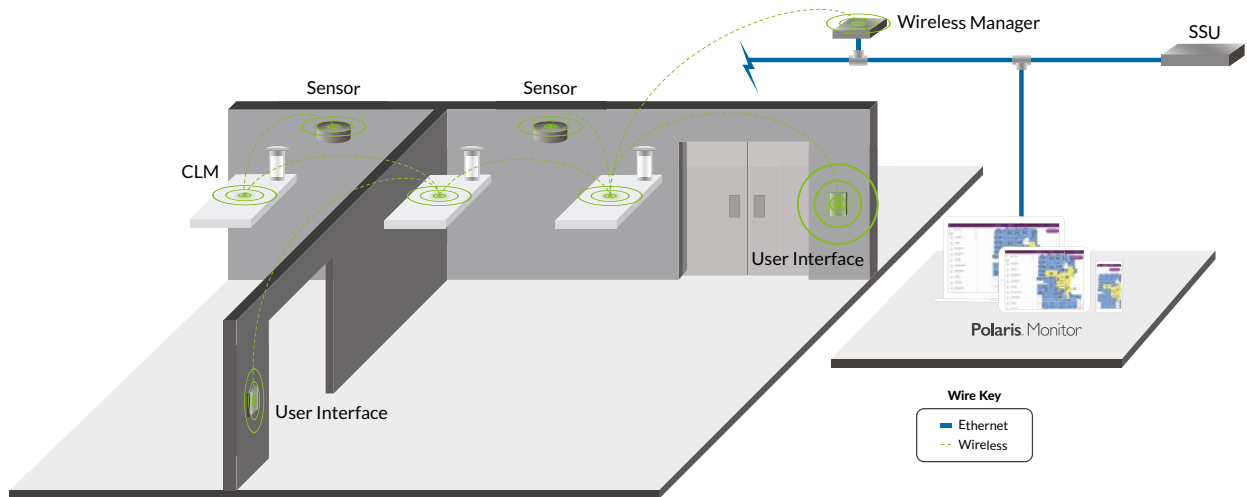 Wireless Manager
SSU
Sensor
Sensor
CLM
User Interface
User Interface
Polaris. Monitor
Wire Key
Ethernet
Wireless